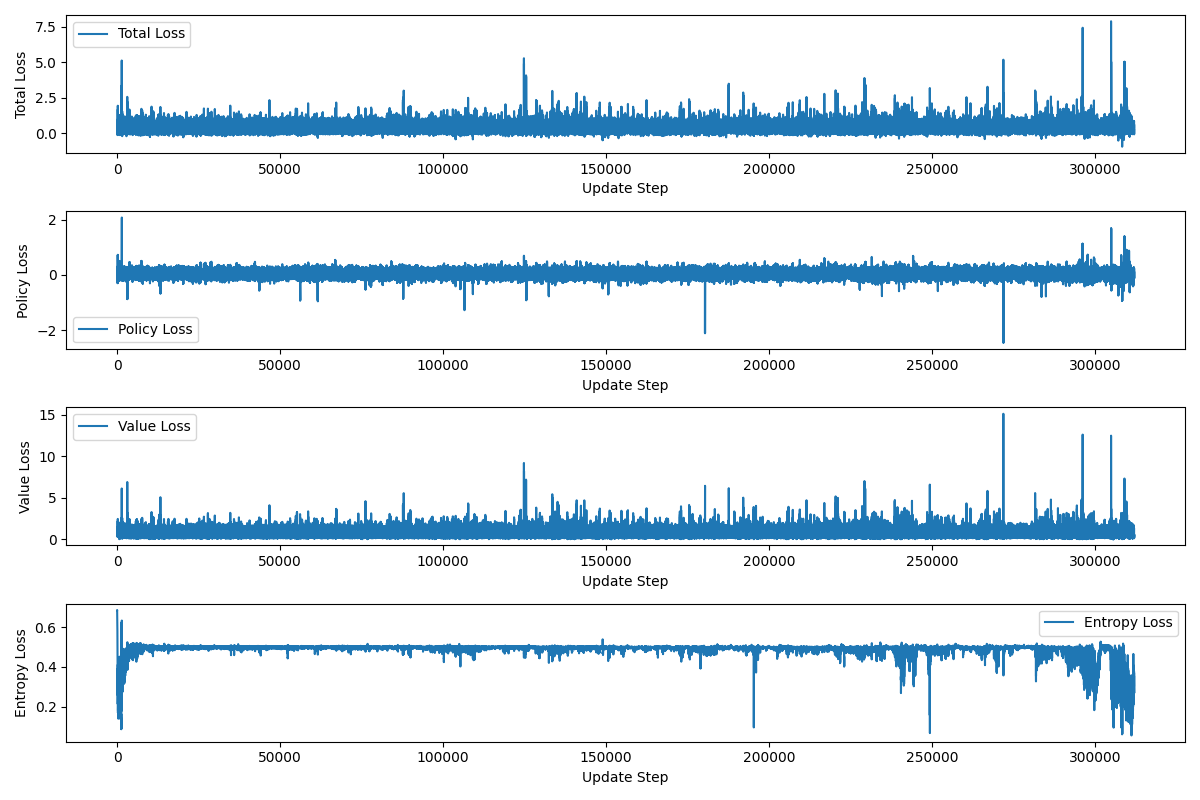 Total Loss
7.5
5.0
2.5
0.0
Total Loss
0 50000 100000 150000 200000 250000 300000
Update Step
Policy Loss
2
0
−2
Policy Loss
0 50000 100000 150000 200000 250000 300000
Update Step
Value Loss
15
10
5
0
Value Loss
0 50000 100000 150000 200000 250000 300000
Update Step
Entropy Loss
0.6
0.4
0.2
Entropy Loss
0 50000 100000 150000 200000 250000 300000
Update Step